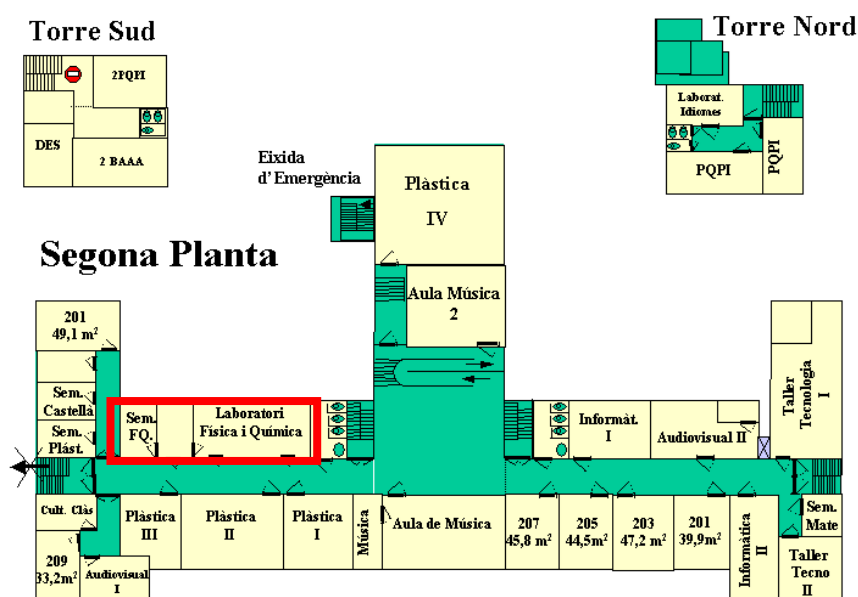 Torre Sud
Torre Nord
2PQPI
DES
2 BAAA
Laborat.
Idiomes
PQPI
PQPI
Eixida
d'Emergència
Plàstica
IV
Segona Planta
Aula Música
2
201
49,1 m²
Sem.
Castellà
Sem.
Plást.
Sem.
FQ.
Laboratori
Física i Química
Informàt.
I
Audiovisual II
Taller
Tecnologia
I
Cult. Clàs
209
33,2m²
Audiovisual
I
Plàstica
III
Plàstica
II
Plàstica
I
Música
Aula de Música
207
45,8 m²
205
44,5m²
203
47,2 m²
201
39,9m²
Informàtica
II
Sem.
Mate
Taller
Tecno
II